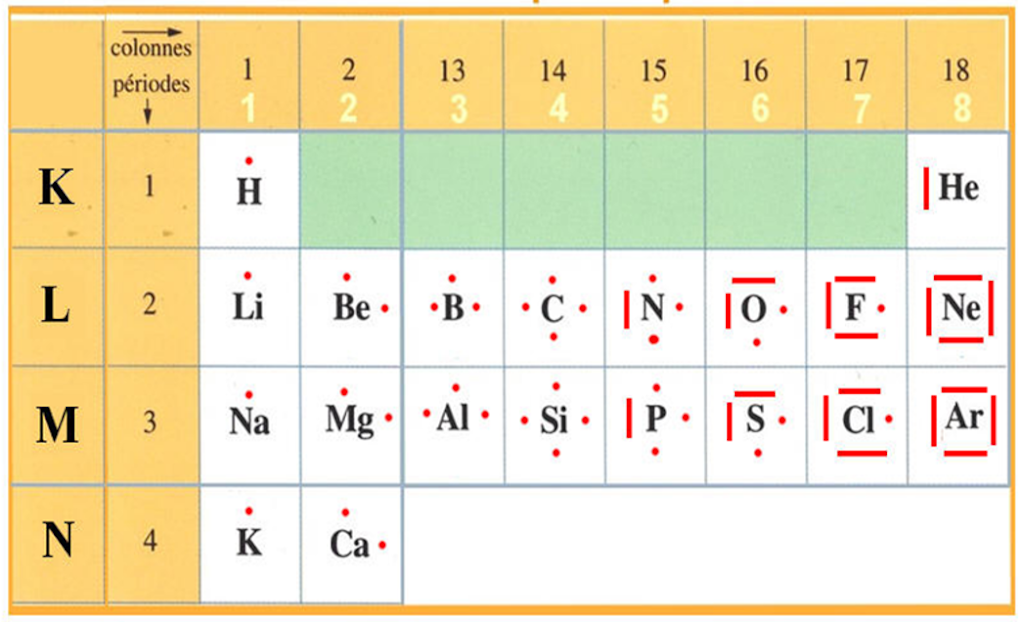 colonnes
périodes
1 2 13 14 15 16 17 18
1 2 3 4 5 6 7 8
K 1 H He
L 2 Li Be B C N O F Ne
M 3 Na Mg Al Si P S Cl Ar
N 4 K Ca